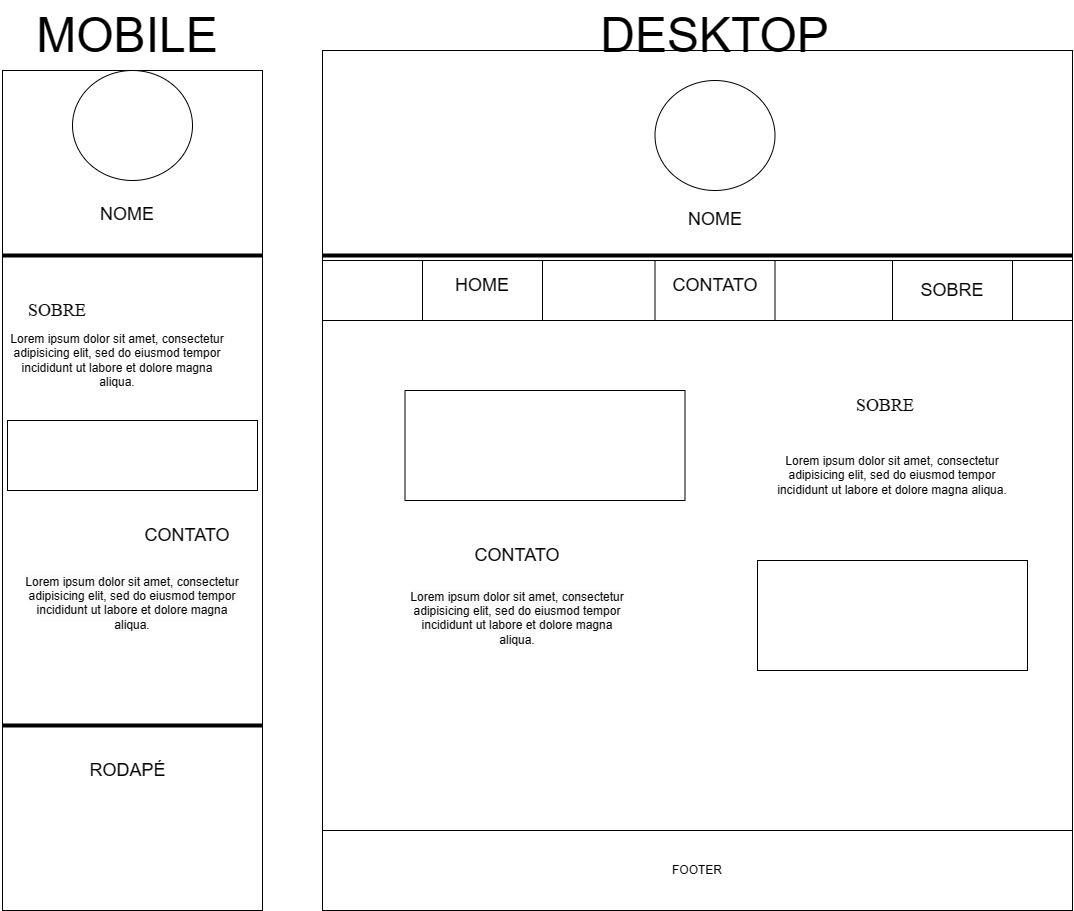 MOBILE
NOME
SOBRE
Lorem ipsum dolor sit amet, consectetur
adipisicing elit, sed do eiusmod tempor
incididunt ut labore et dolore magna
aliqua.
CONTATO
Lorem ipsum dolor sit amet, consectetur
adipisicing elit, sed do eiusmod tempor
incididunt ut labore et dolore magna
aliqua.
RODAPÉ
DESKTOP
NOME
HOME
CONTATO
SOBRE
SOBRE
Lorem ipsum dolor sit amet, consectetur
adipisicing elit, sed do eiusmod tempor
incididunt ut labore et dolore magna aliqua.
CONTATO
Lorem ipsum dolor sit amet, consectetur
adipisicing elit, sed do eiusmod tempor
incididunt ut labore et dolore magna
aliqua.
FOOTER